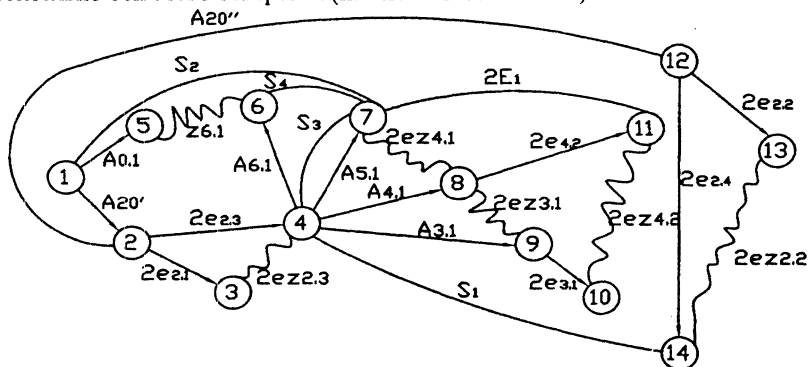 A20''
12
S2
S4
2E1
2e2.2
5
6
7
z6.1
S3
2ez4.1
2e4.2
11
13
A0.1
1
A6.1
A5.1
A4.1
8
2e2.4
A20'
2e2.3
4
2ez3.1
2ez4.2
2
A3.1
9
2ez2.2
2e2.1
2ez2.3
3
2e3.1
10
S1
14